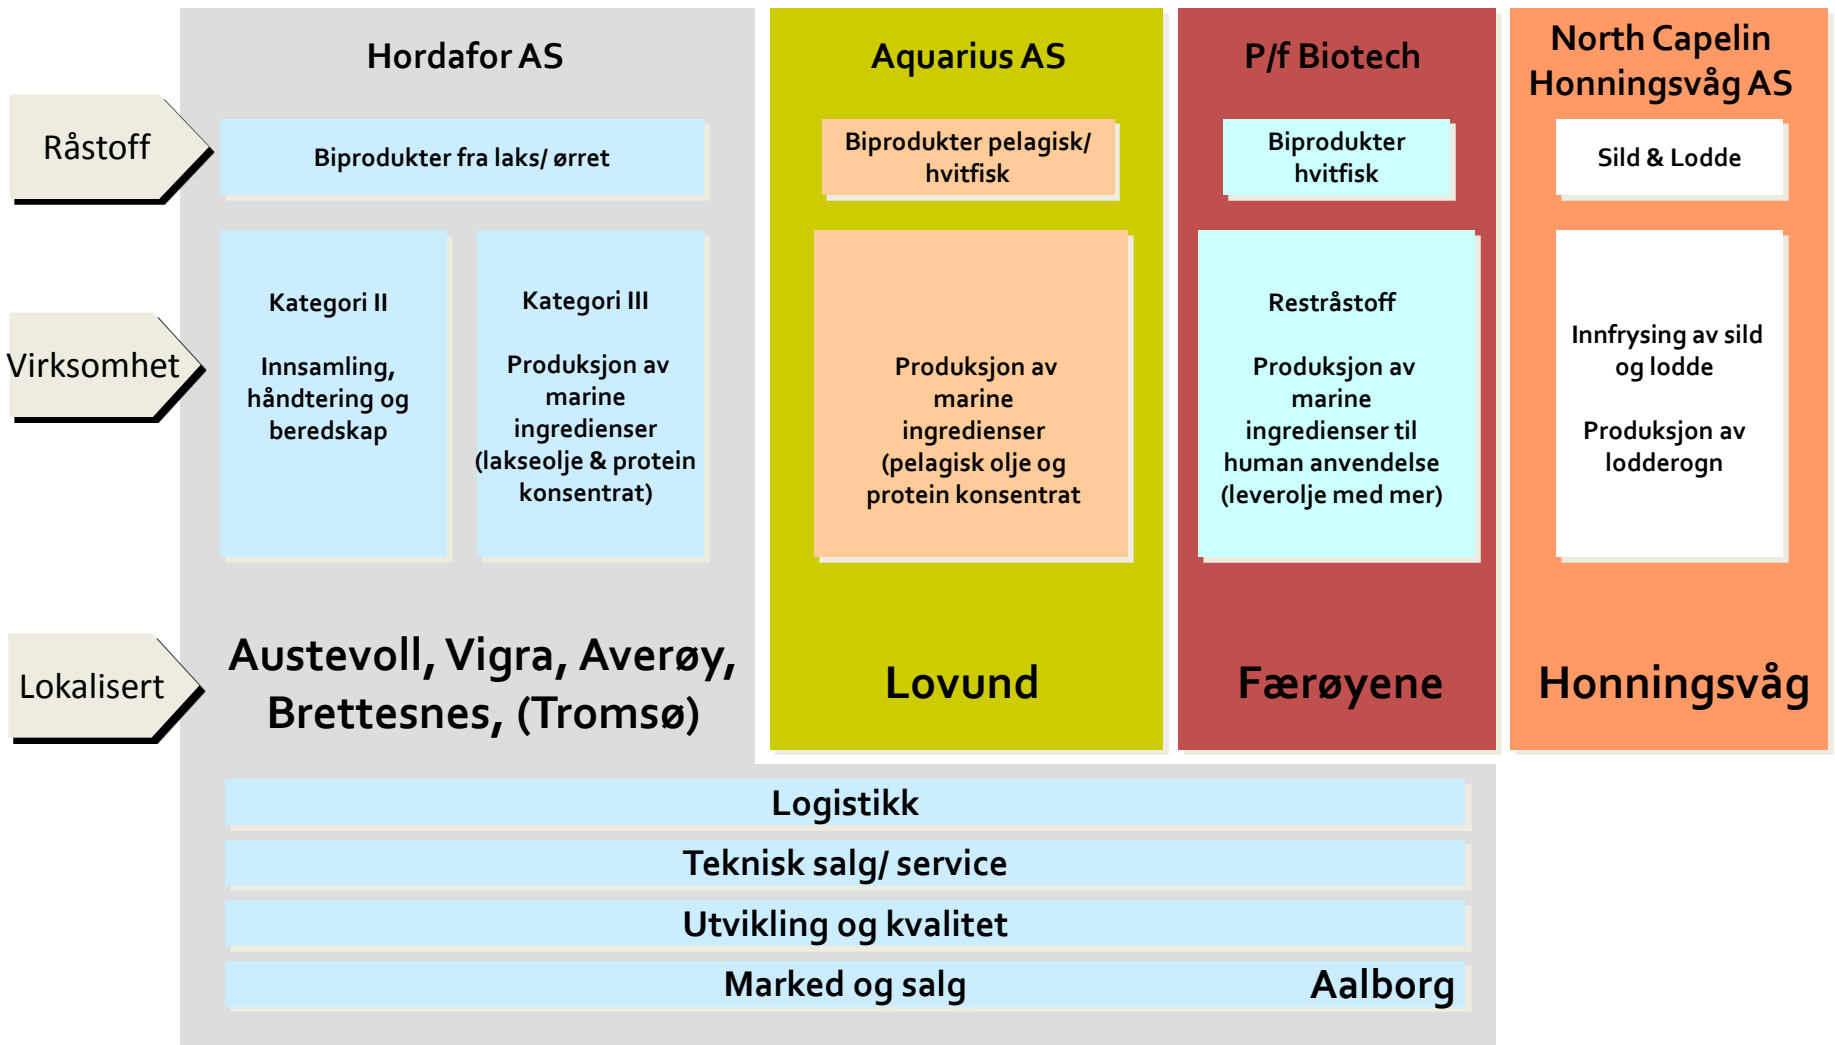 Hordafor AS
Aquarius AS
P/f Biotech
North Capelin
Honningsvåg AS
Råstoff
Biprodukter fra laks/ ørret
Biprodukter pelagisk/
hvitfisk
Biprodukter
hvitfisk
Sild & Lodde
Virksomhet
Kategori II
Innsamling,
håndtering og
beredskap
Kategori III
Produksjon av
marine
ingredienser
(lakseolje & protein
konsentrat)
Produksjon av
marine
ingredienser
(pelagisk olje og
protein konsentrat
Restråstoff
Produksjon av
marine
ingredienser til
human anvendelse
(leverolje med mer)
Innfrysing av sild
og lodde
Produksjon av
lodderogn
Lokalisert
Austevoll, Vigra, Averøy,
Brettesnes, (Tromsø)
Lovund
Færøyene
Honningsvåg
Logistikk
Teknisk salg/ service
Utvikling og kvalitet
Marked og salg
Aalborg